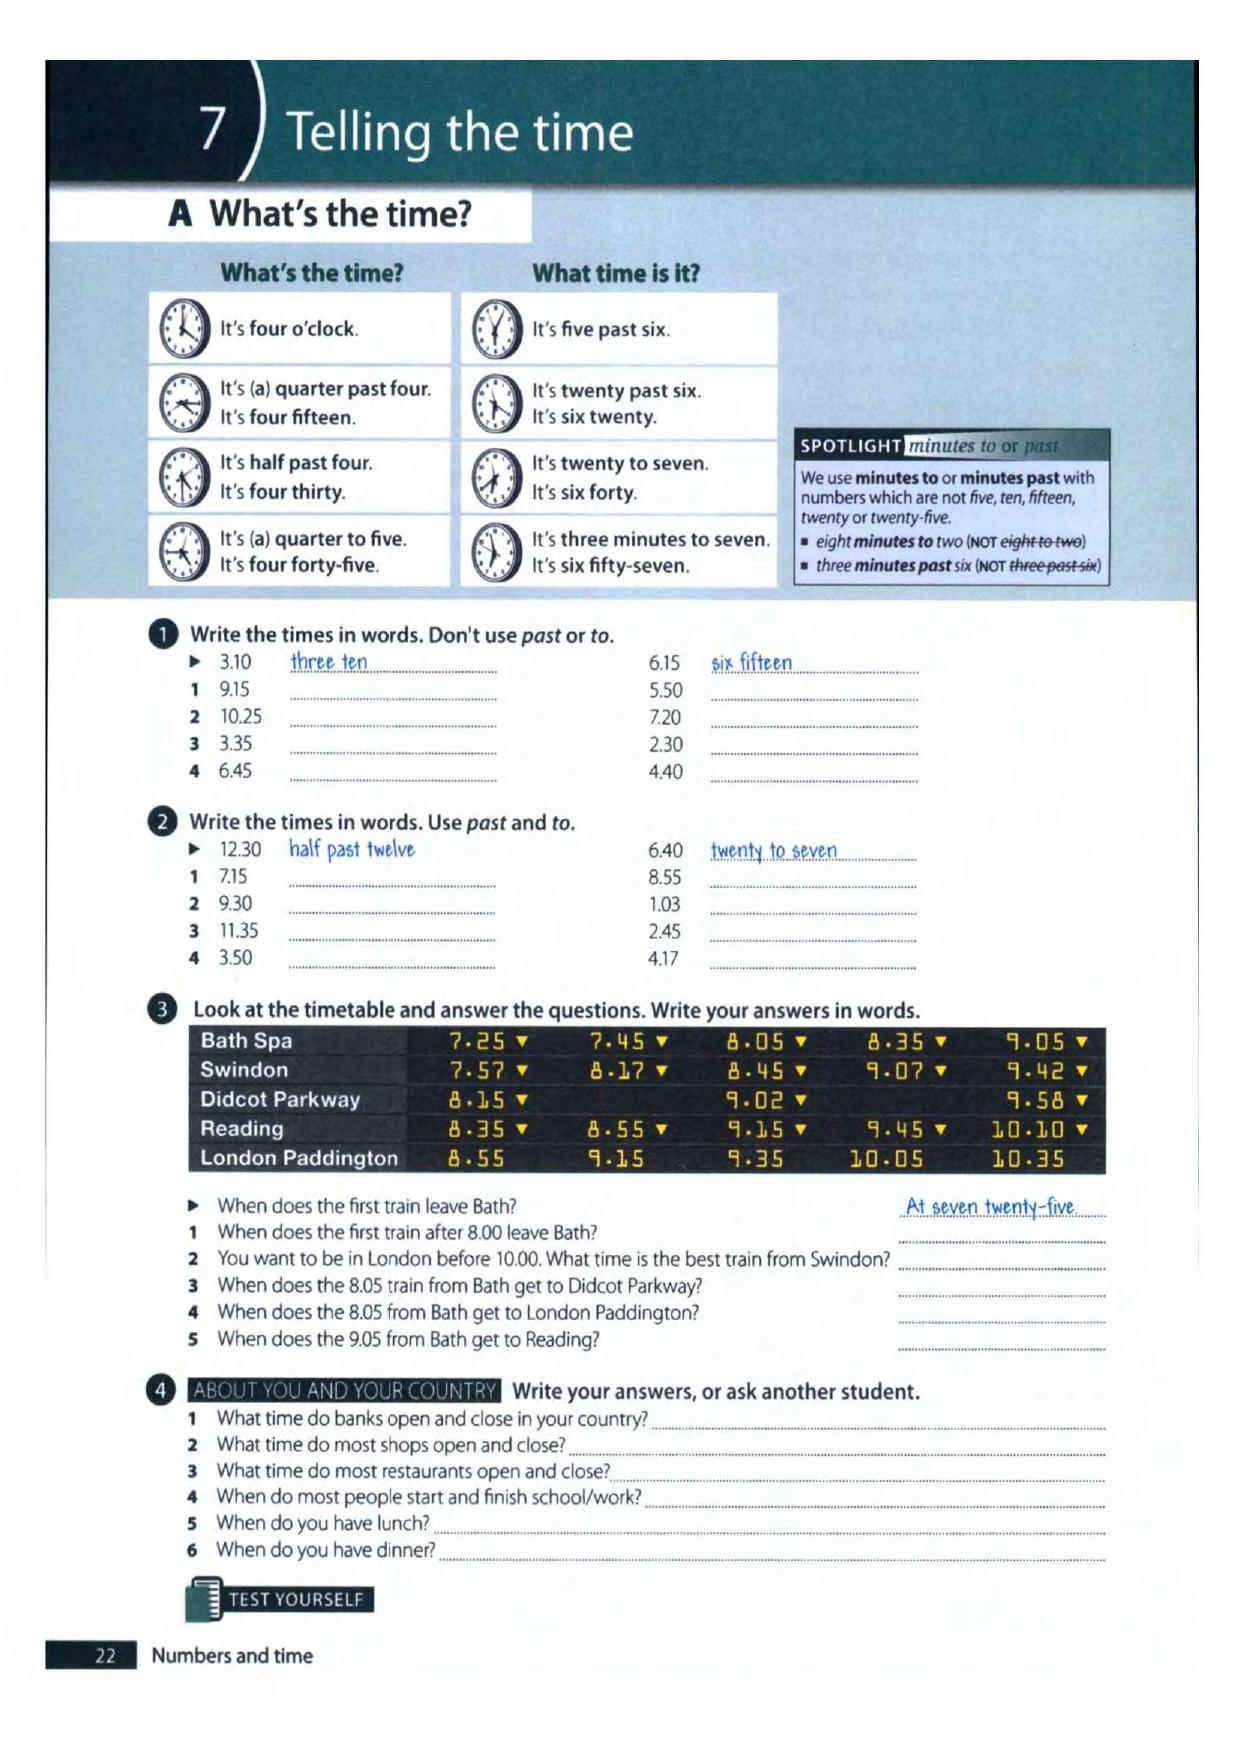 7 Telling the time
A What's the time?
What's the time?
What time is it?
It's four o'clock.
It's five past six.
It's (a) quarter past four.
It's four fifteen.
It's twenty past six.
It's six twenty.
It's half past four.
It's four thirty.
It's twenty to seven.
It's six forty.
It's (a) quarter to five.
It's four forty-five.
It's three minutes to seven.
It's six fifty-seven.
SPOTLIGHT minutes to or past
We use minutes to or minutes past with
numbers which are not five, ten, fifteen,
twenty or twenty-five.
▪ eight minutes to two (NOT eight to two)
▪ three minutes past six (NOT three past six)
1 Write the times in words. Don't use past or to.
► 3.10 three ten 6.15 six fifteen
1 9.15 5.50
2 10.25 7.20
3 3.35 2.30
4 6.45 4.40
2 Write the times in words. Use past and to.
► 12.30 half past twelve 6.40 twenty to seven
1 7.15 8.55
2 9.30 1.03
3 11.35 2.45
4 3.50 4.17
3 Look at the timetable and answer the questions. Write your answers in words.
Bath Spa 7.25 ▼ 7.45 ▼ 8.05 ▼ 8.35 ▼ 9.05 ▼
Swindon 7.57 ▼ 8.17 ▼ 8.45 ▼ 9.07 ▼ 9.42 ▼
Didcot Parkway 8.15 ▼ 9.02 ▼ 9.58 ▼
Reading 8.35 ▼ 8.55 ▼ 9.15 ▼ 9.45 ▼ 10.10 ▼
London Paddington 8.55 9.15 9.35 10.05 10.35
► When does the first train leave Bath? At seven twenty-five.
1 When does the first train after 8.00 leave Bath?
2 You want to be in London before 10.00. What time is the best train from Swindon?
3 When does the 8.05 train from Bath get to Didcot Parkway?
4 When does the 8.05 from Bath get to London Paddington?
5 When does the 9.05 from Bath get to Reading?
4 ABOUT YOU AND YOUR COUNTRY Write your answers, or ask another student.
1 What time do banks open and close in your country?
2 What time do most shops open and close?
3 What time do most restaurants open and close?
4 When do most people start and finish school/work?
5 When do you have lunch?
6 When do you have dinner?
TEST YOURSELF
22 Numbers and time